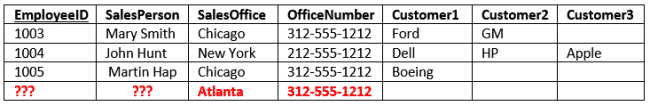 EmployeeID SalesPerson SalesOffice OfficeNumber Customer1 Customer2 Customer3
1003 Mary Smith Chicago 312-555-1212 Ford GM
1004 John Hunt New York 212-555-1212 Dell HP Apple
1005 Martin Hap Chicago 312-555-1212 Boeing
??? ??? Atlanta 312-555-1212